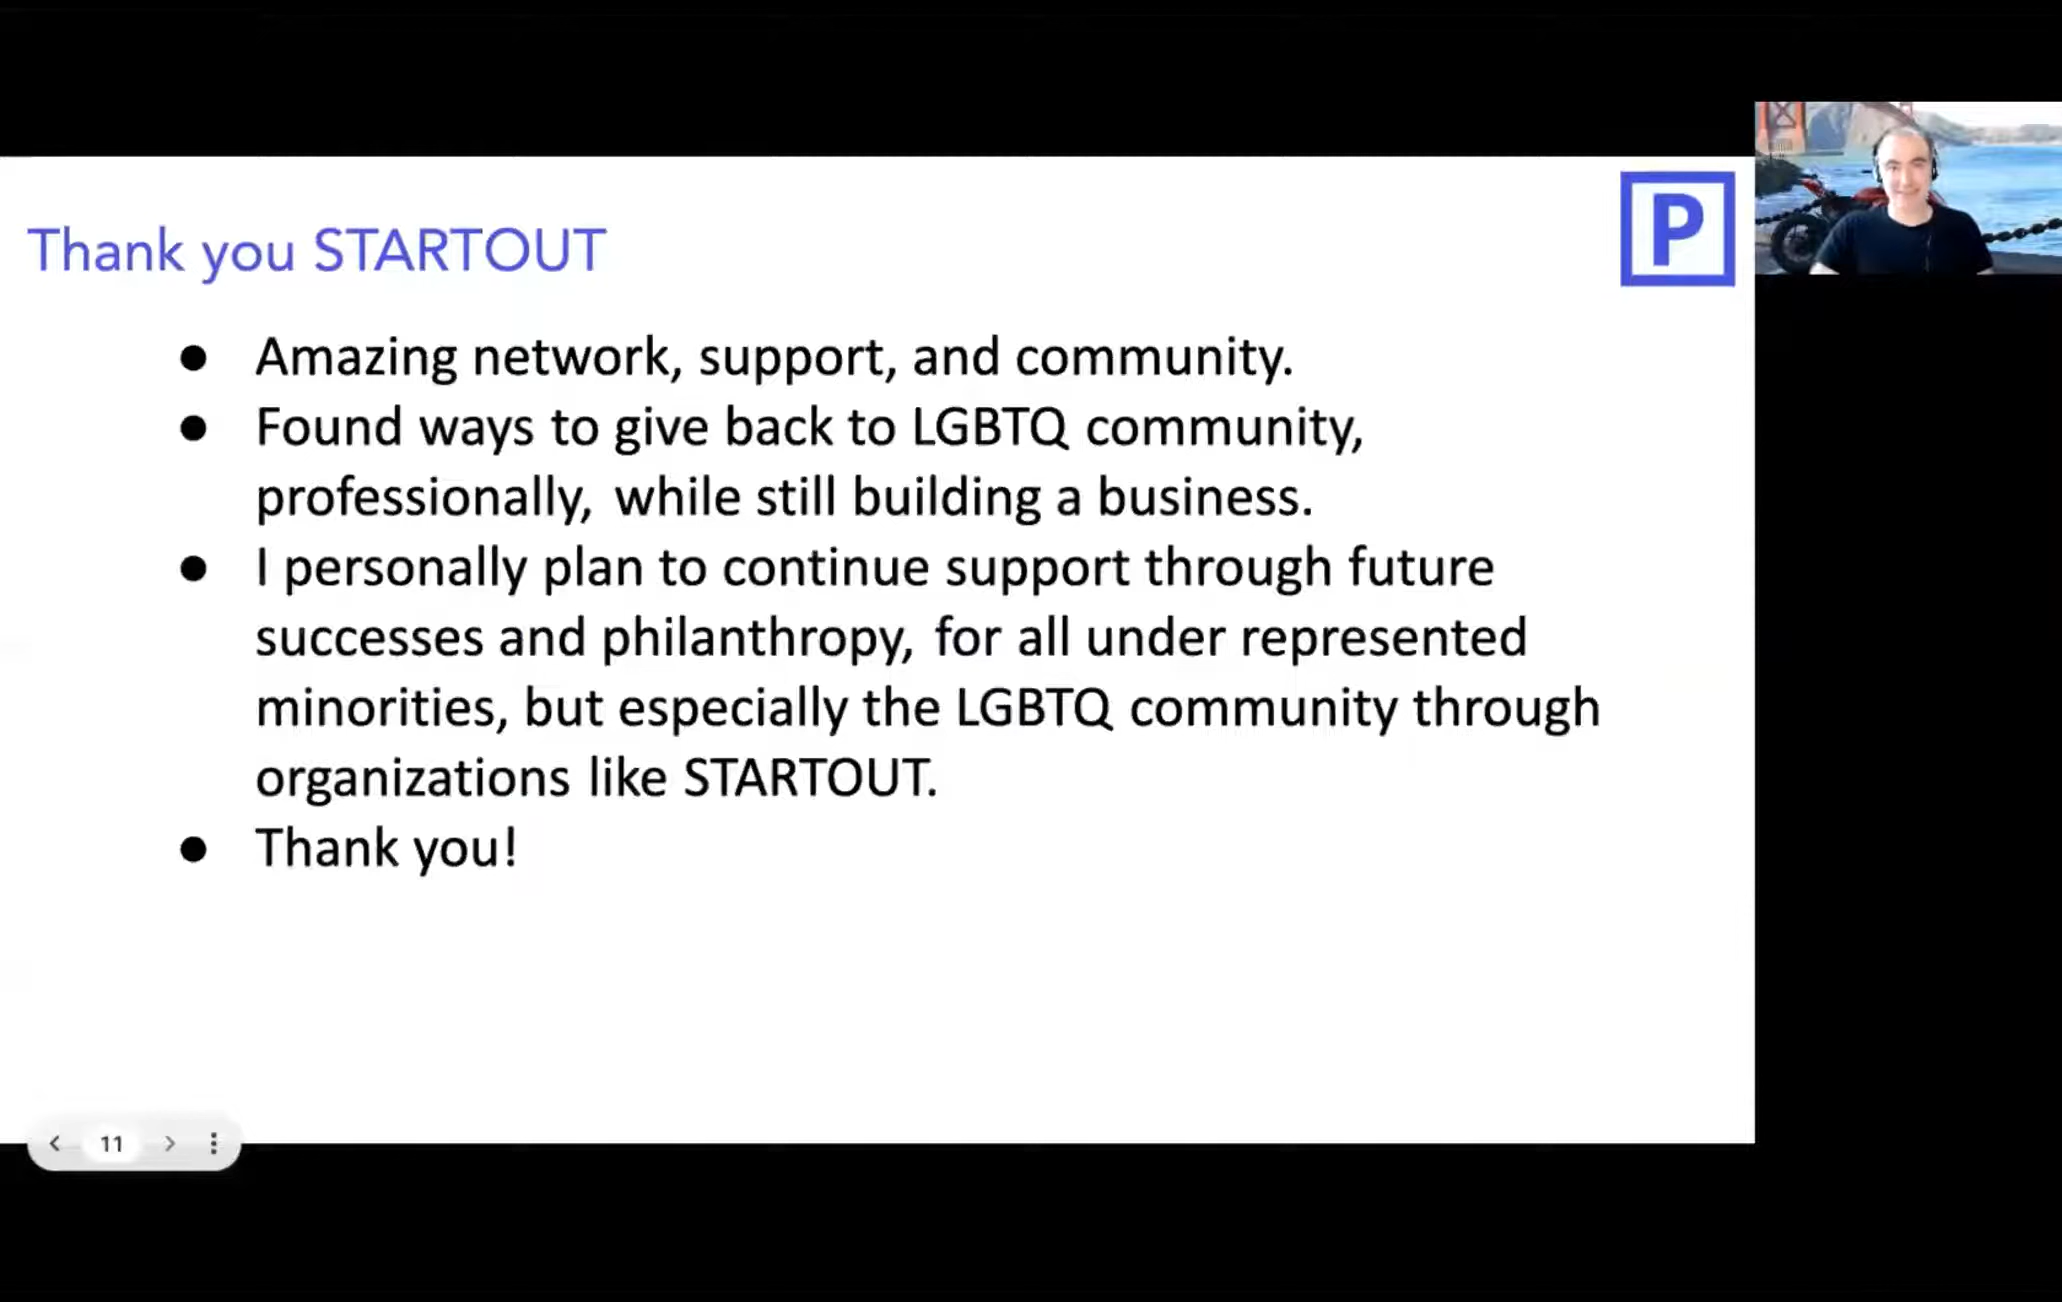 Thank you STARTOUT
P
● Amazing network, support, and community.
● Found ways to give back to LGBTQ community,
professionally, while still building a business.
● I personally plan to continue support through future
successes and philanthropy, for all under represented
minorities, but especially the LGBTQ community through
organizations like STARTOUT.
● Thank you!
11